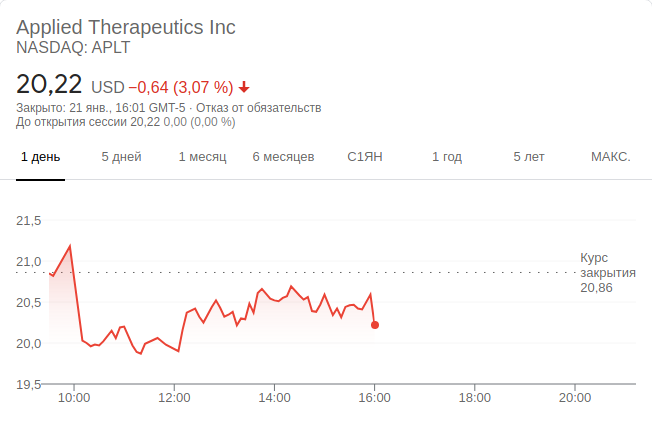 Applied Therapeutics Inc
NASDAQ: APLT
20,22 USD −0,64 (3,07 %)
Закрыто: 21 янв., 16:01 GMT-5 · Отказ от обязательств
До открытия сессии 20,22 0,00 (0,00 %)
1 день 5 дней 1 месяц 6 месяцев С1ЯН 1 год 5 лет МАКС.
21,5
21,0
20,5
20,0
19,5
Курс
закрытия
20,86
10:00 12:00 14:00 16:00 18:00 20:00